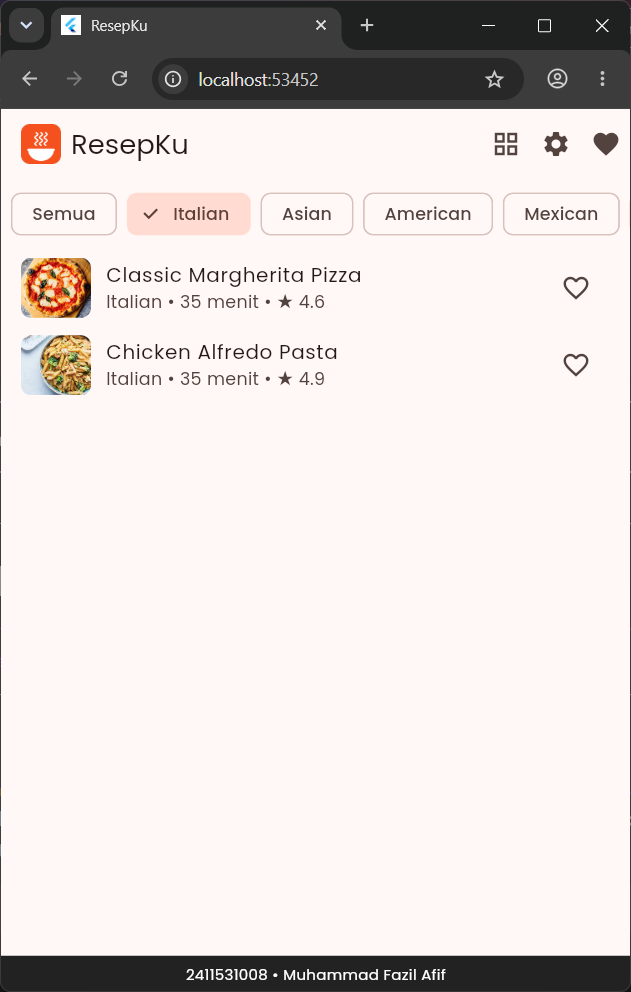 ResepKu
localhost:53452
ResepKu
Semua Italian Asian American Mexican
Classic Margherita Pizza
Italian • 35 menit • ★ 4.6
Chicken Alfredo Pasta
Italian • 35 menit • ★ 4.9
2411531008 • Muhammad Fazil Afif